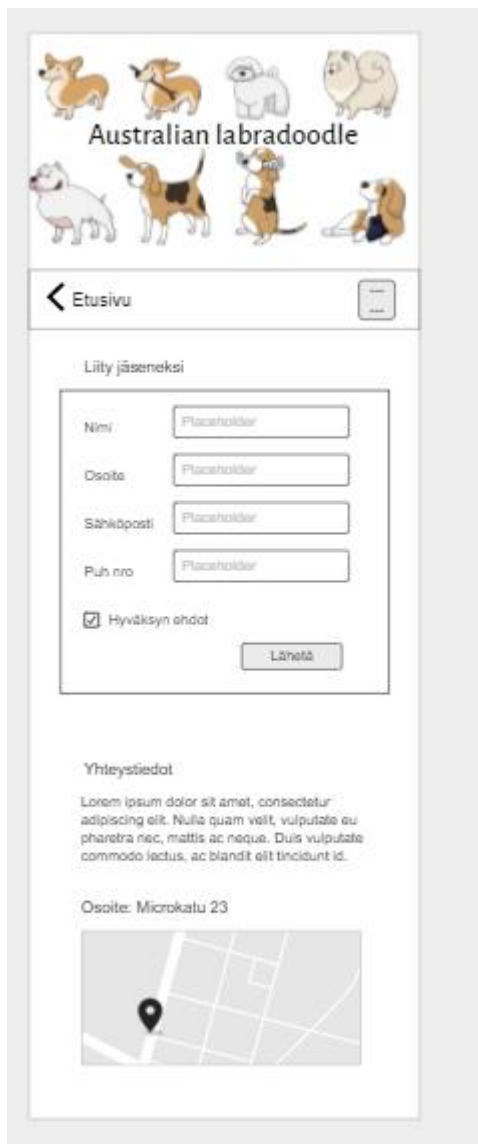 Australian labradoodle
Etusivu
Liity jäseneksi
Nimi
Placeholder
Osoite
Placeholder
Sähköposti
Placeholder
Puh nro
Placeholder
Hyväksyn ehdot
Lähetä
Yhteystiedot
Lorem ipsum dolor sit amet, consectetur
adipiscing elit. Nulla quam velit, vulputate eu
pharetra nec, mattis ac neque. Duis vulputate
commodo lectus, ac blandit elit tincidunt id.
Osoite: Microkatu 23